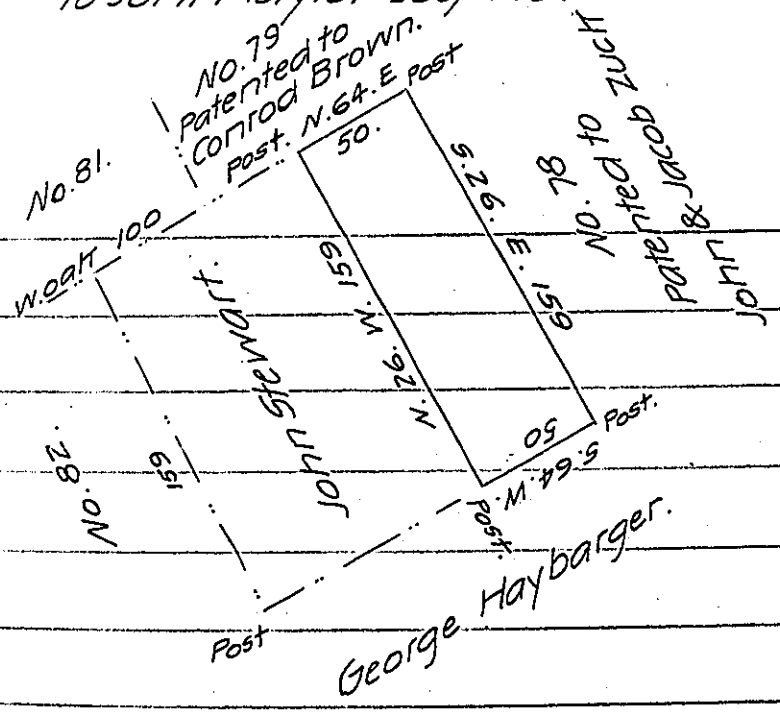 No. 79
Patented to
Conrod Brown.
Post. N. 64. E Post
50.
No. 81.
W.oak 100
John Stewart.
N. 26. W. 159
S. 26. E. 159
No. 78
Patented to
John & Jacob Zuch
No. 82.
159
50
S. 64. W.
Post.
Post.
Post
George Haybarger.